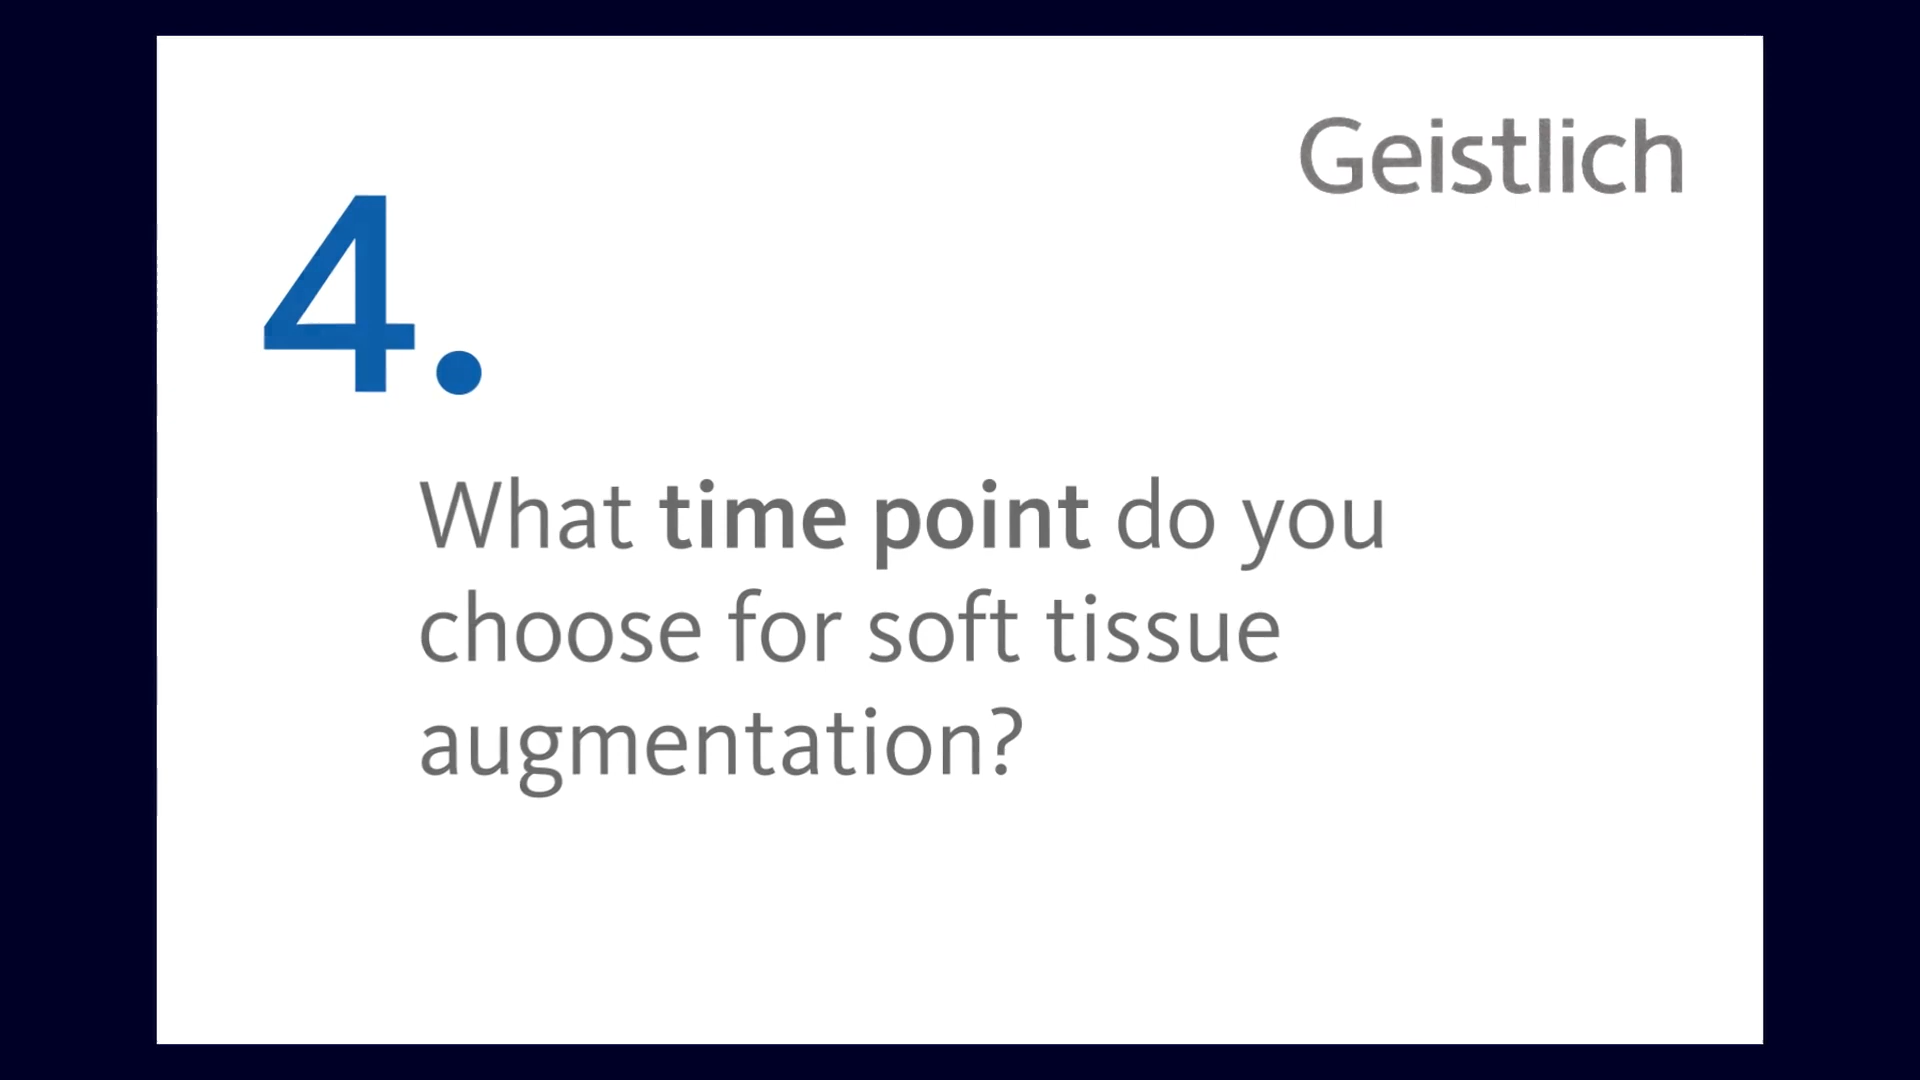 Geistlich
4.
What time point do you
choose for soft tissue
augmentation?